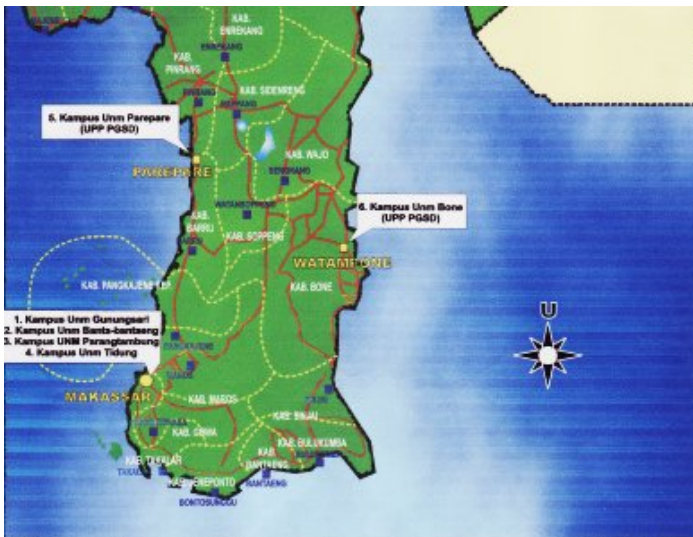 KAB.
ENREKANG
ENREKANG
KAB.
PINRANG
PINRANG
KAB. SIDENRENG
RAPPANG
5. Kampus Unm Parepare
(UPP PGSD)
PAREPARE
KAB. WAJO
SENGKANG
WATANSOPPENG
6. Kampus Unm Bone
(UPP PGSD)
KAB.
BARRU
KAB. SOPPENG
WATAMPONE
KAB. PANGKAJENE KEP.
KAB. BONE
1. Kampus Unm Gunungsari
2. Kampus Unm Banta-bantaeng
3. Kampus UNM Parangtambung
4. Kampus Unm Tidung
U
MAKASSAR
KAB. MAROS
KAB. SINJAI
KAB. GOWA
KAB. BULUKUMBA
KAB.
BANTAENG
KAB. TAKALAR
BANTAENG
KAB. JENEPONTO
BONTOSUNGGU